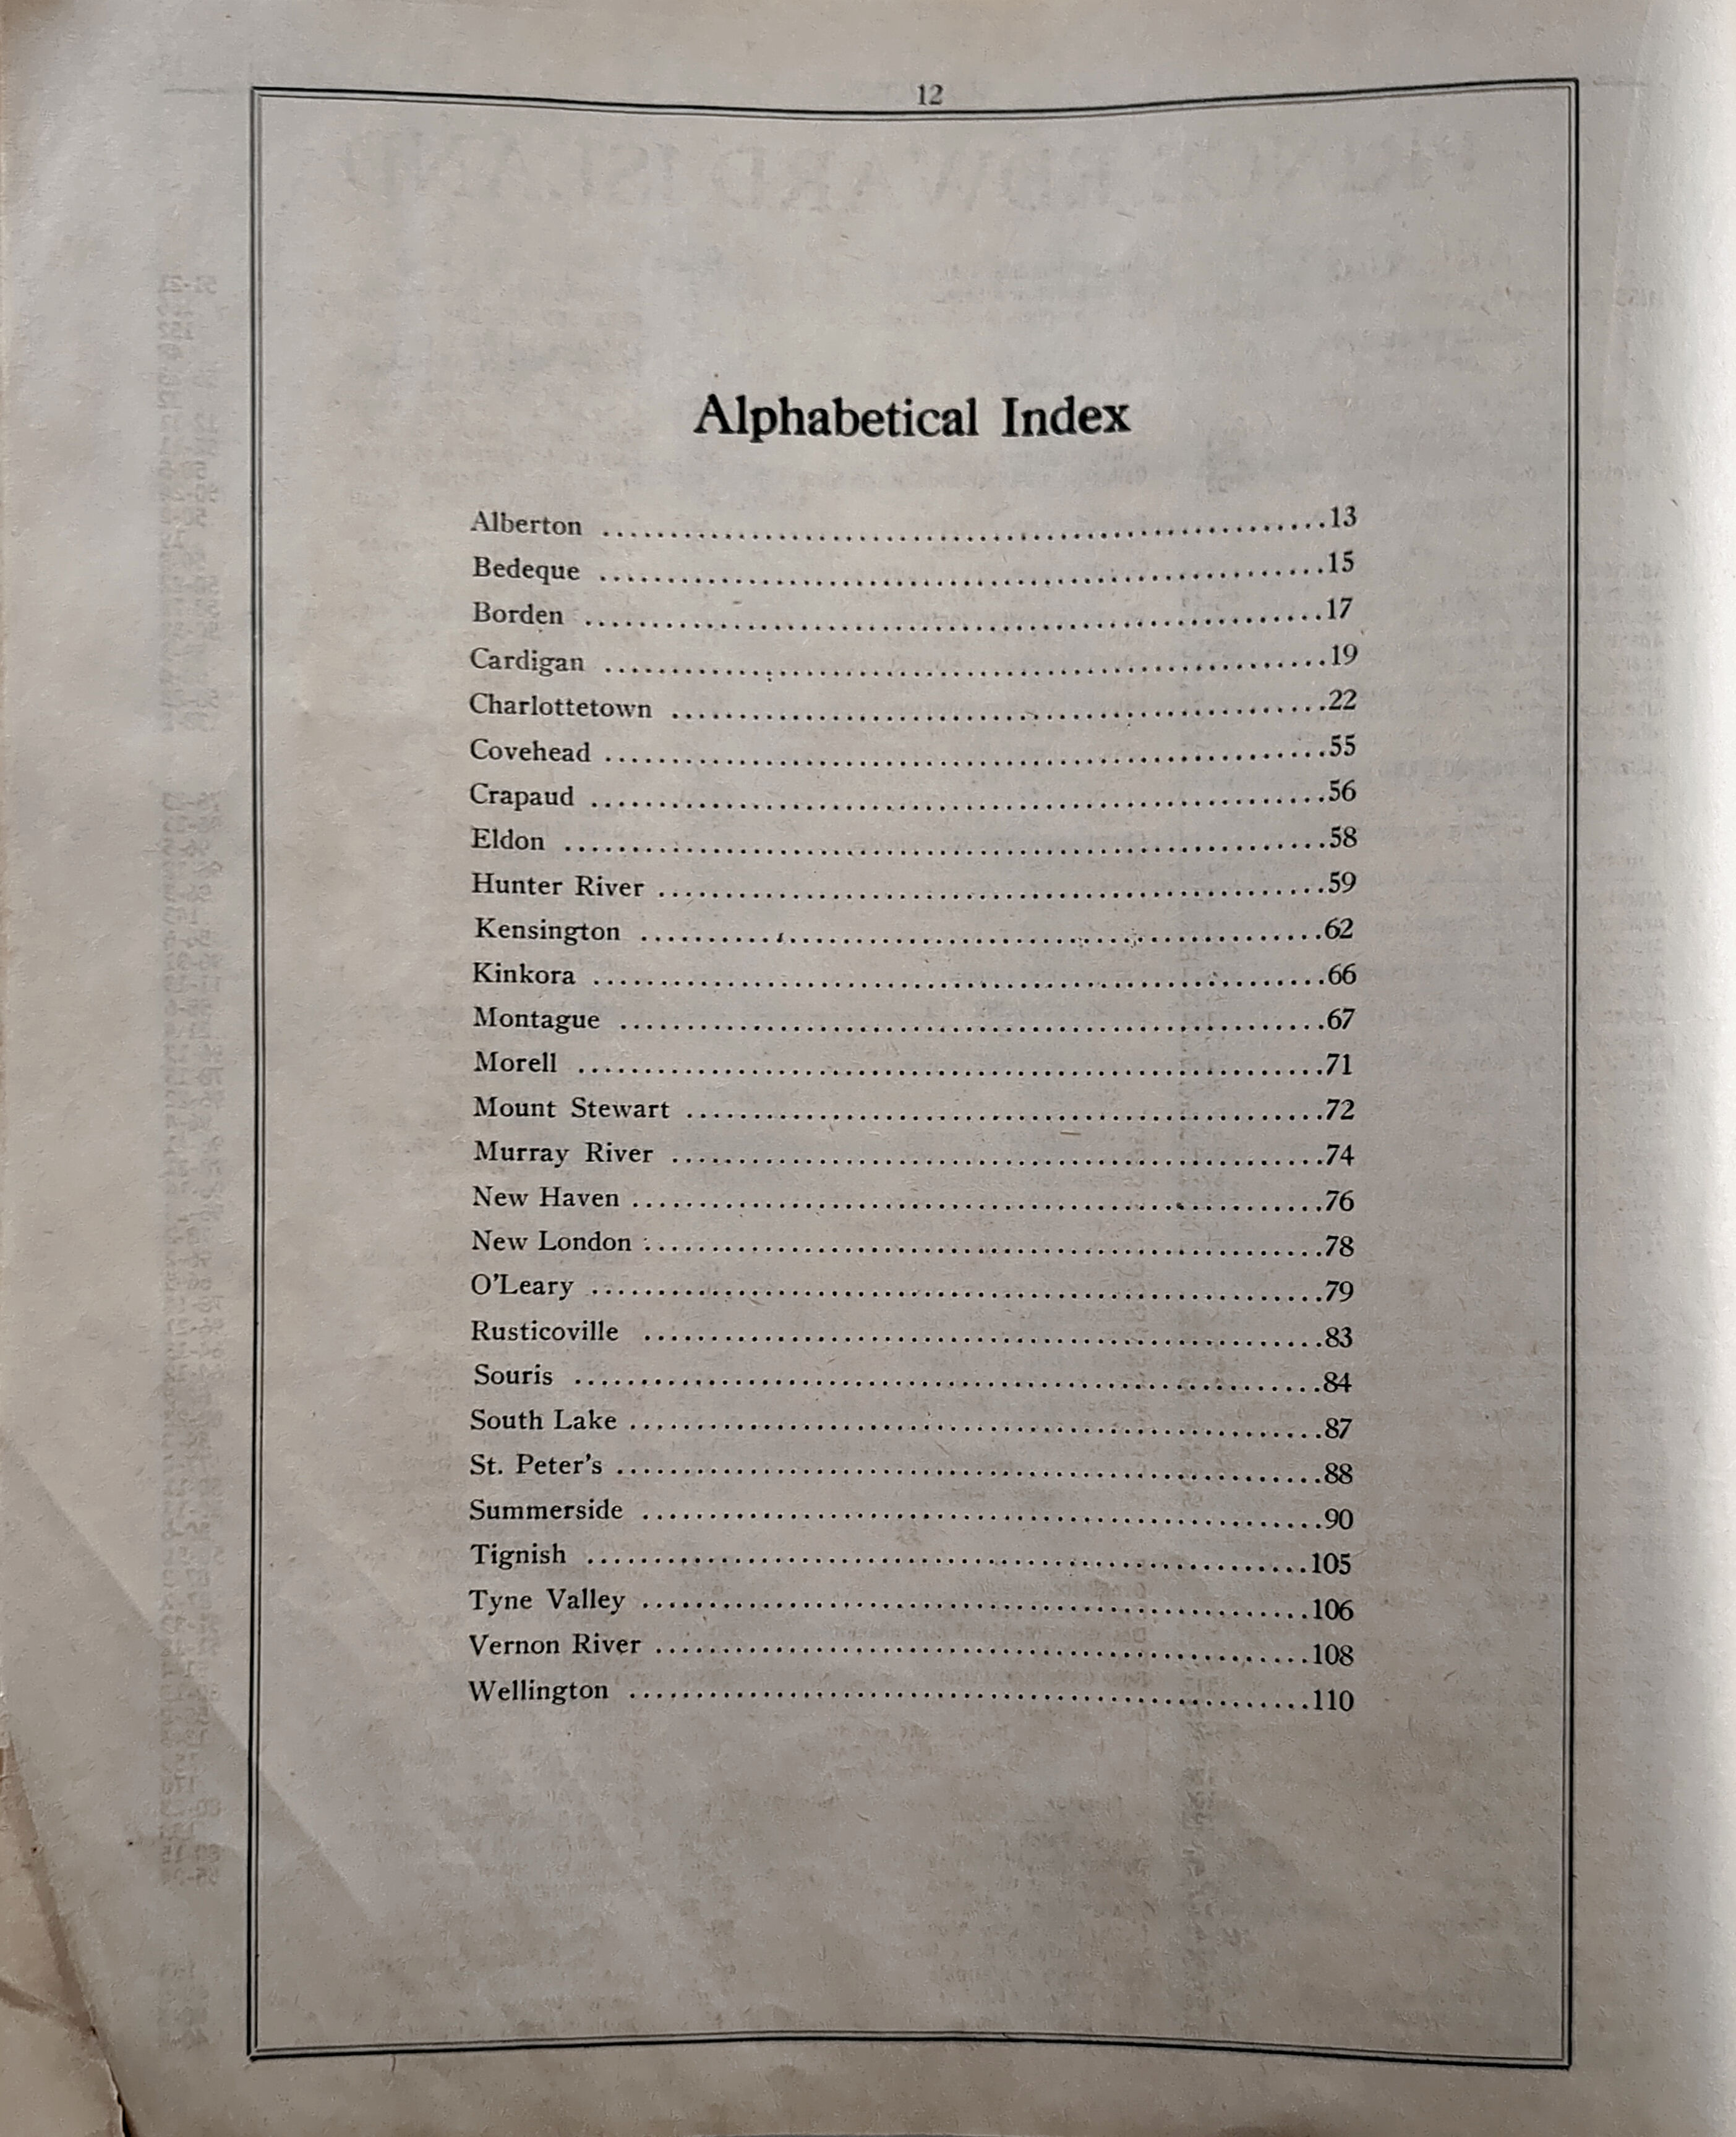 12
Alphabetical Index
Alberton ..........................................................13
Bedeque ..........................................................15
Borden ..........................................................17
Cardigan ..........................................................19
Charlottetown ..........................................................22
Covehead ..........................................................55
Crapaud ..........................................................56
Eldon ..........................................................58
Hunter River ..........................................................59
Kensington ..........................................................62
Kinkora ..........................................................66
Montague ..........................................................67
Morell ..........................................................71
Mount Stewart ..........................................................72
Murray River ..........................................................74
New Haven ..........................................................76
New London ..........................................................78
O'Leary ..........................................................79
Rusticoville ..........................................................83
Souris ..........................................................84
South Lake ..........................................................87
St. Peter's ..........................................................88
Summerside ..........................................................90
Tignish ..........................................................105
Tyne Valley ..........................................................106
Vernon River ..........................................................108
Wellington ..........................................................110